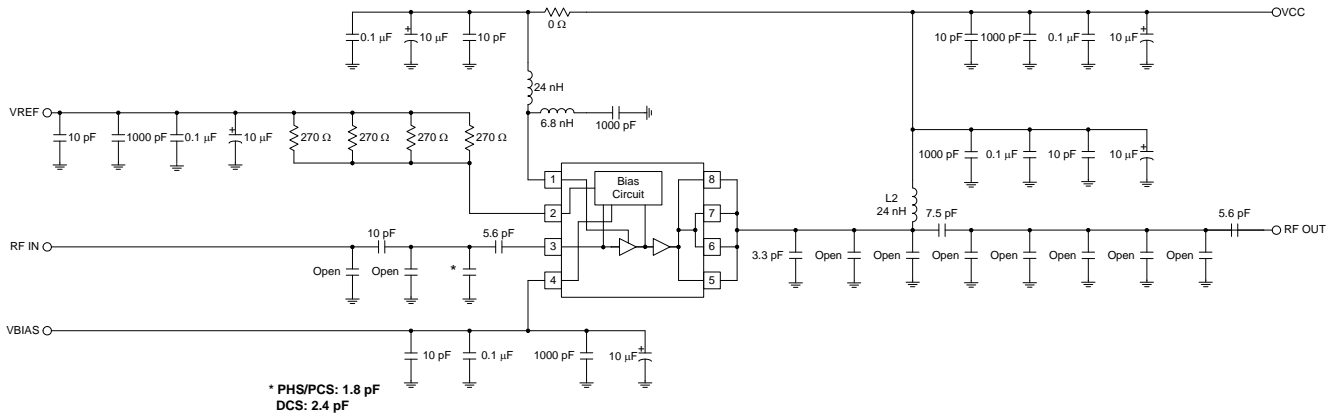 0.1 µF
10 µF
+
10 pF
0 Ω
10 pF
1000 pF
0.1 µF
10 µF
+
VCC
24 nH
6.8 nH
1000 pF
VREF
10 pF
1000 pF
0.1 µF
+
10 µF
270 Ω
270 Ω
270 Ω
270 Ω
1000 pF
0.1 µF
10 pF
10 µF
+
1
2
3
4
Bias
Circuit
8
7
6
5
L2
24 nH
7.5 pF
5.6 pF
RF OUT
RF IN
10 pF
5.6 pF
Open
Open
*
3.3 pF
Open
Open
Open
Open
Open
Open
Open
VBIAS
10 pF
0.1 µF
1000 pF
10 µF
+
* PHS/PCS: 1.8 pF
DCS: 2.4 pF